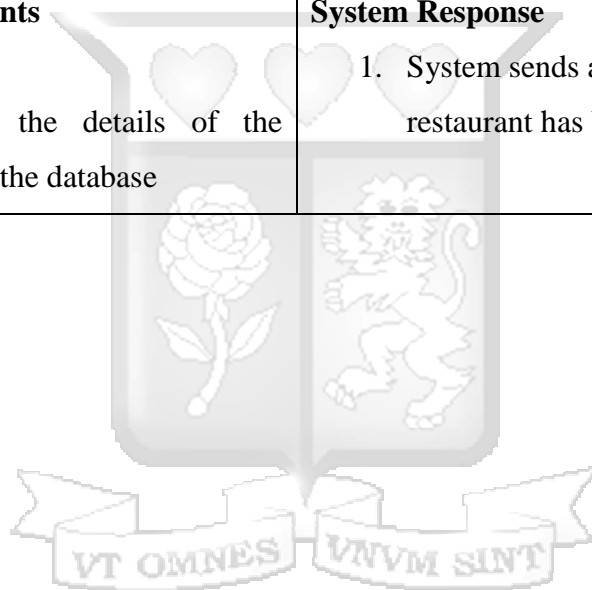 nts
the details of the
the database
System Response
1. System sends a
restaurant has
VT OMNES VNVM SINT